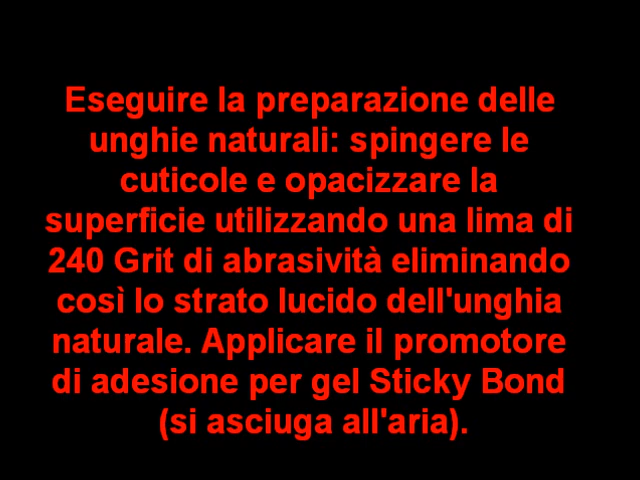 Eseguire la preparazione delle
unghie naturali: spingere le
cuticole e opacizzare la
superficie utilizzando una lima di
240 Grit di abrasività eliminando
così lo strato lucido dell'unghia
naturale. Applicare il promotore
di adesione per gel Sticky Bond
(si asciuga all'aria).